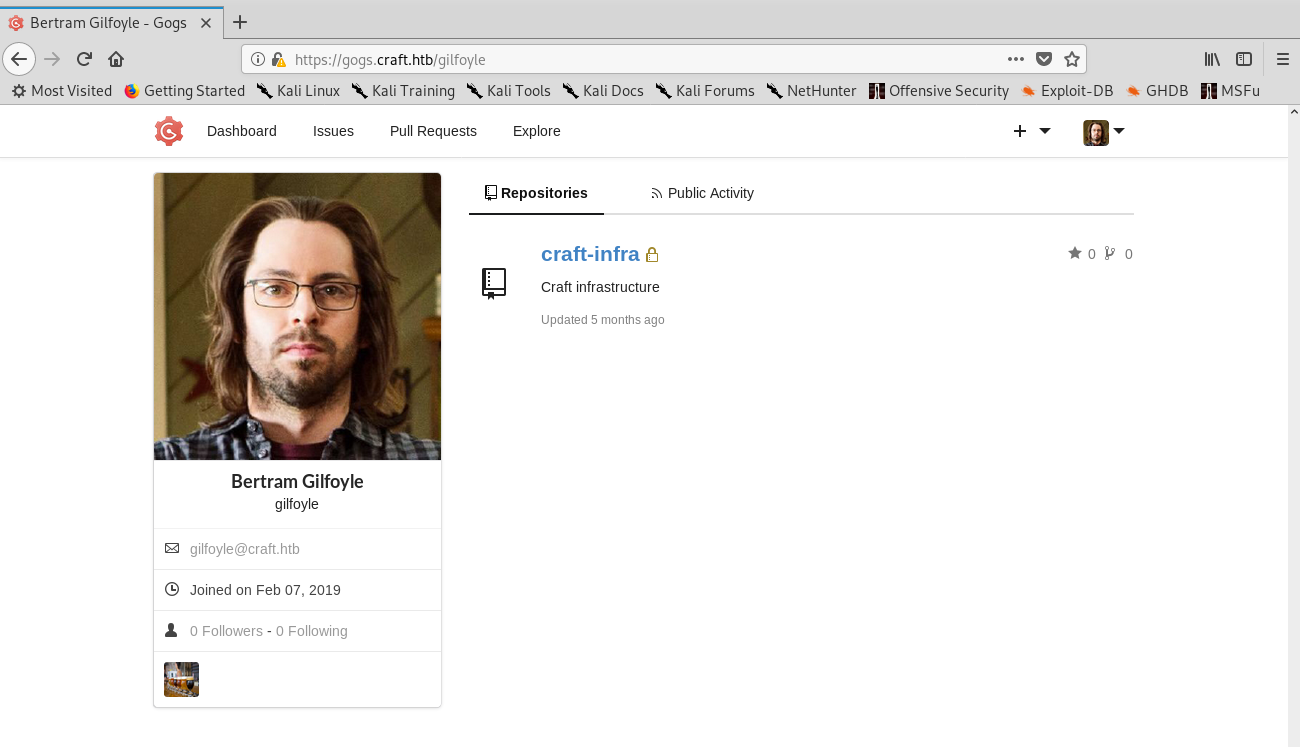 Bertram Gilfoyle - Gogs
https://gogs.craft.htb/gilfoyle
Most Visited Getting Started Kali Linux Kali Training Kali Tools Kali Docs Kali Forums NetHunter Offensive Security Exploit-DB GHDB MSFu
Dashboard Issues Pull Requests Explore
Repositories Public Activity
craft-infra 0 0
Craft infrastructure
Updated 5 months ago
Bertram Gilfoyle
gilfoyle
gilfoyle@craft.htb
Joined on Feb 07, 2019
0 Followers - 0 Following